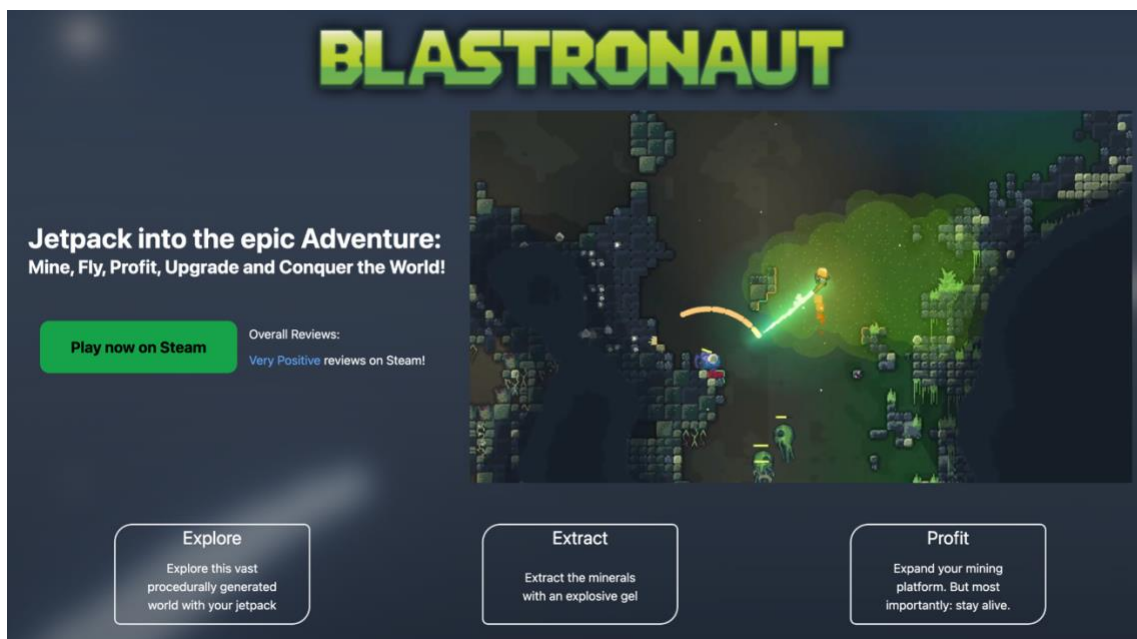 BLASTRONAUT
Jetpack into the epic Adventure:
Mine, Fly, Profit, Upgrade and Conquer the World!
Play now on Steam
Overall Reviews:
Very Positive reviews on Steam!
Explore
Explore this vast
procedurally generated
world with your jetpack
Extract
Extract the minerals
with an explosive gel
Profit
Expand your mining
platform. But most
importantly: stay alive.